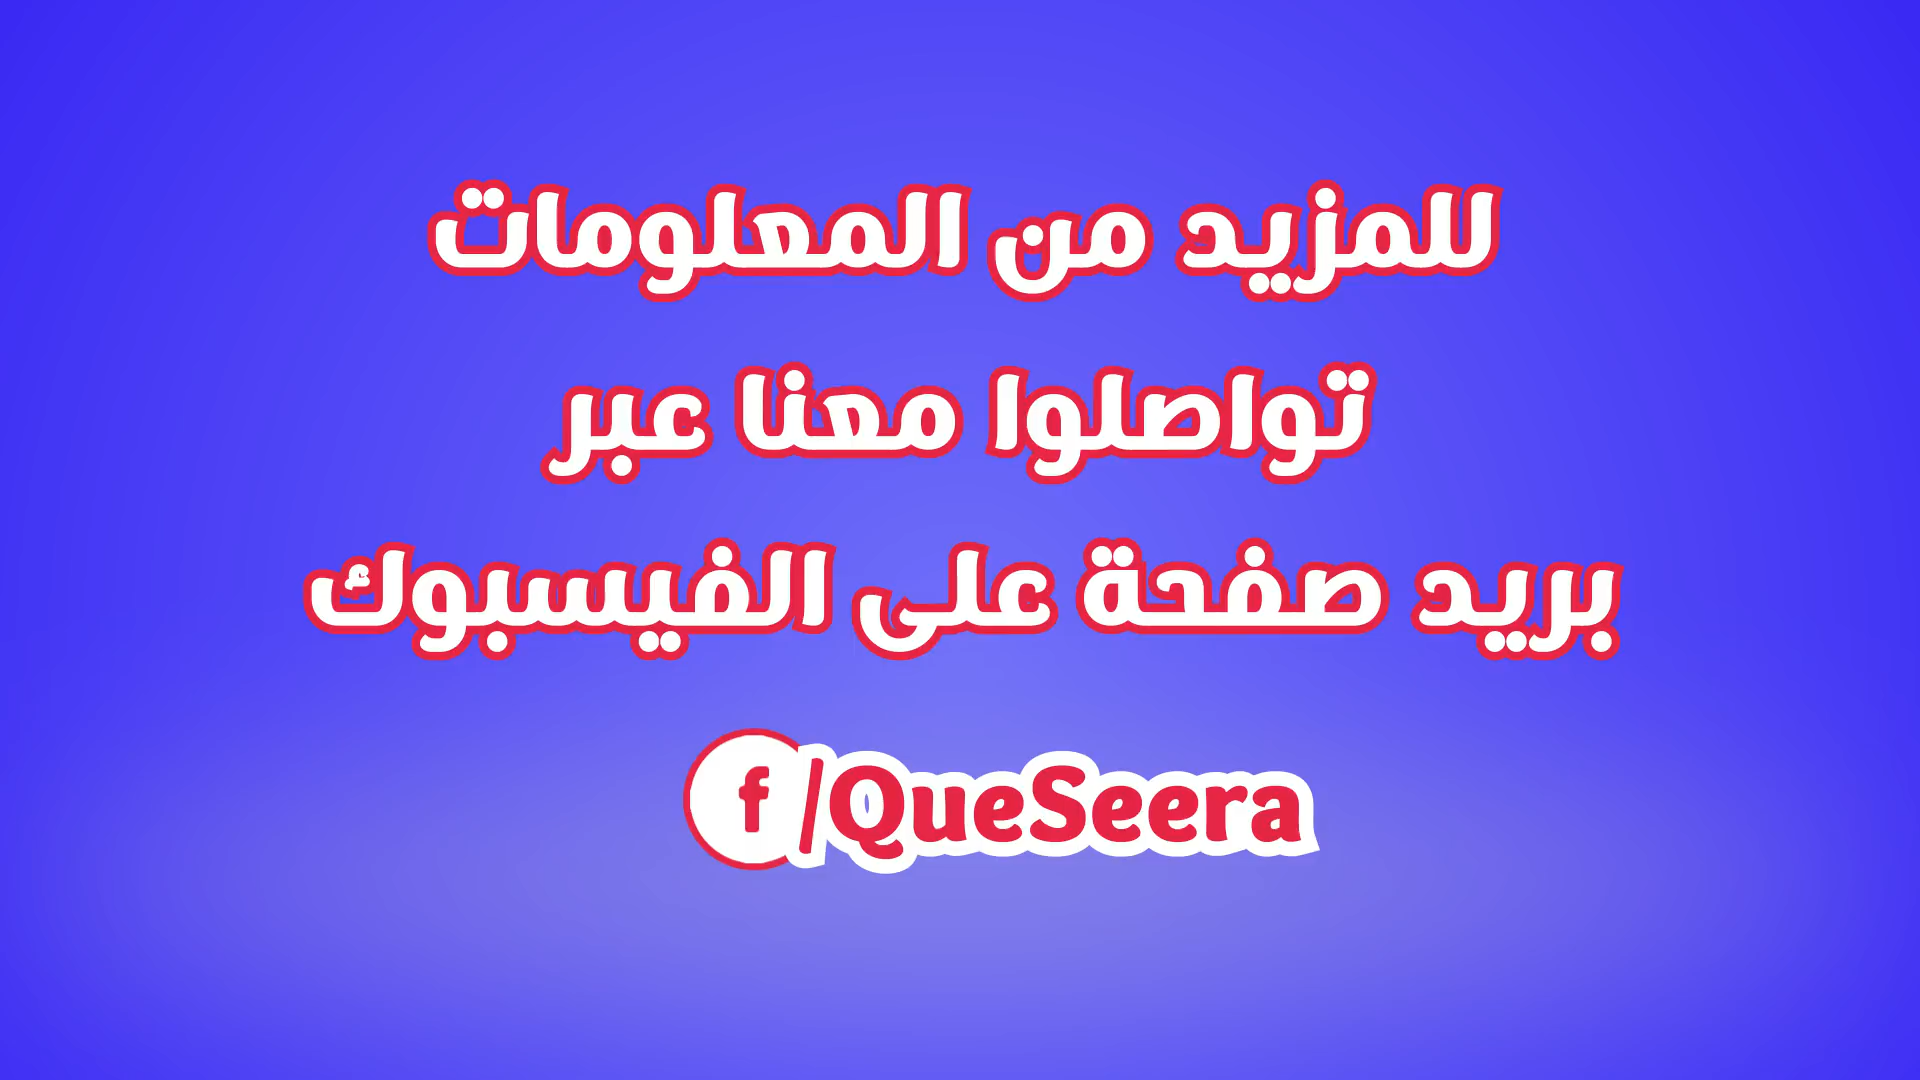 للمزيد من المعلومات
تواصلوا معنا عبر
بريد صفحة على الفيسبوك
f/QueSeera